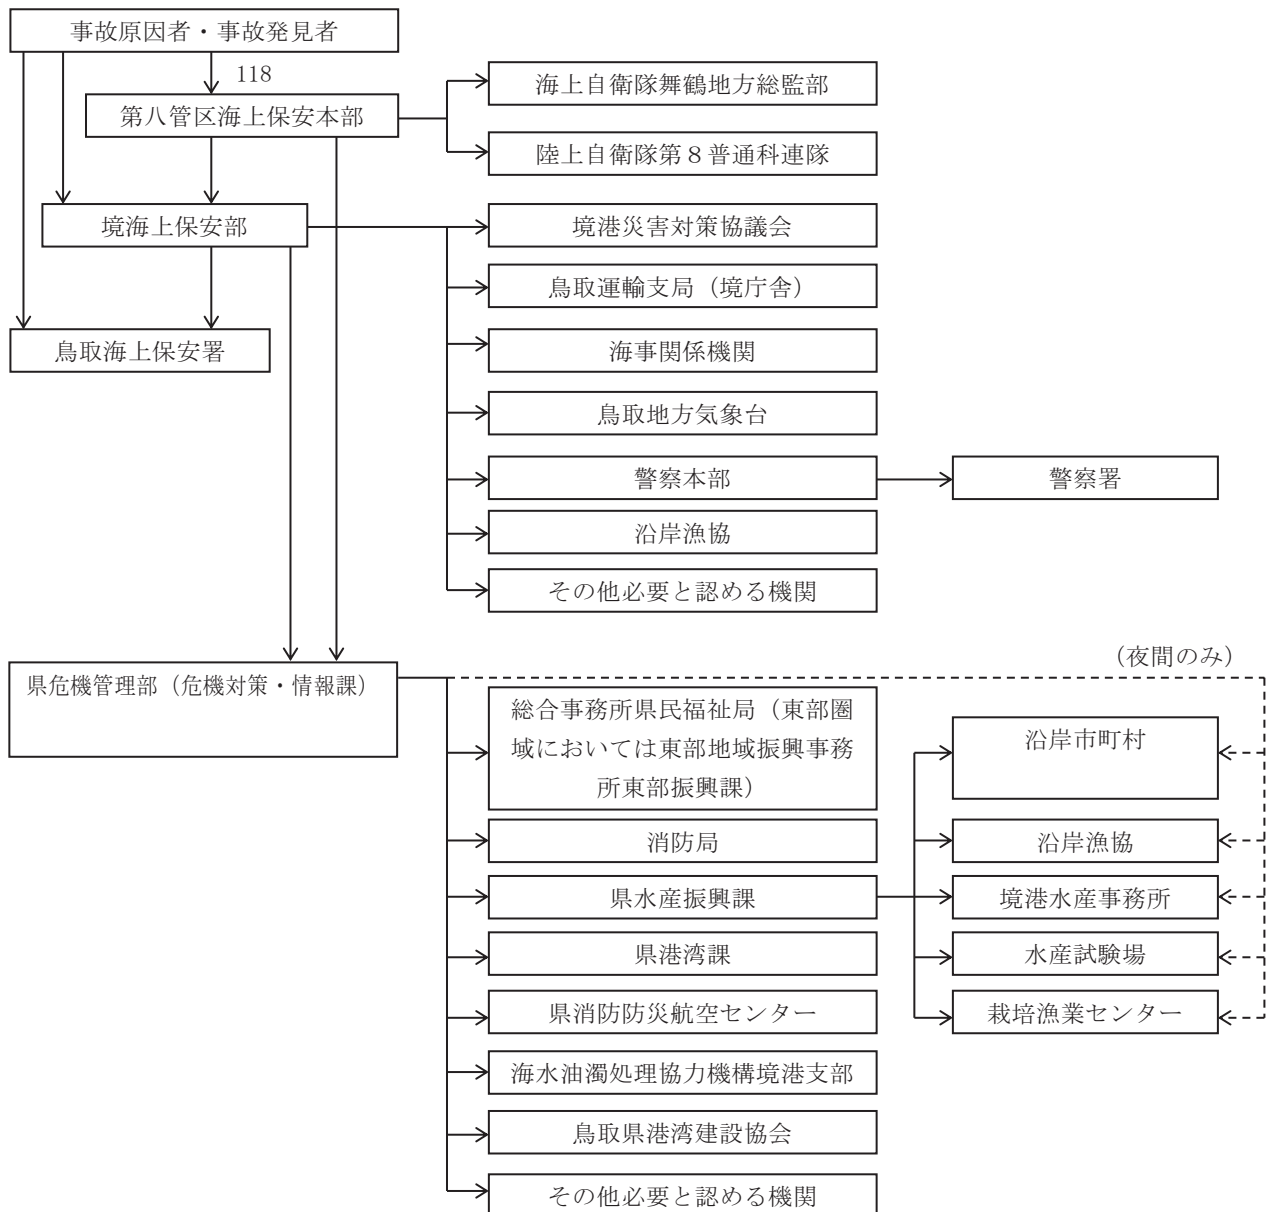 事故原因者・事故発見者
118
第八管区海上保安本部
海上自衛隊舞鶴地方総監部
陸上自衛隊第８普通科連隊
境海上保安部
境港災害対策協議会
鳥取運輸支局（境庁舎）
鳥取海上保安署
海事関係機関
鳥取地方気象台
警察本部
警察署
沿岸漁協
その他必要と認める機関
（夜間のみ）
県危機管理部（危機対策・情報課）
総合事務所県民福祉局（東部圏
域においては東部地域振興事務
所東部振興課）
沿岸市町村
消防局
沿岸漁協
県水産振興課
境港水産事務所
県港湾課
水産試験場
県消防防災航空センター
栽培漁業センター
海水油濁処理協力機構境港支部
鳥取県港湾建設協会
その他必要と認める機関